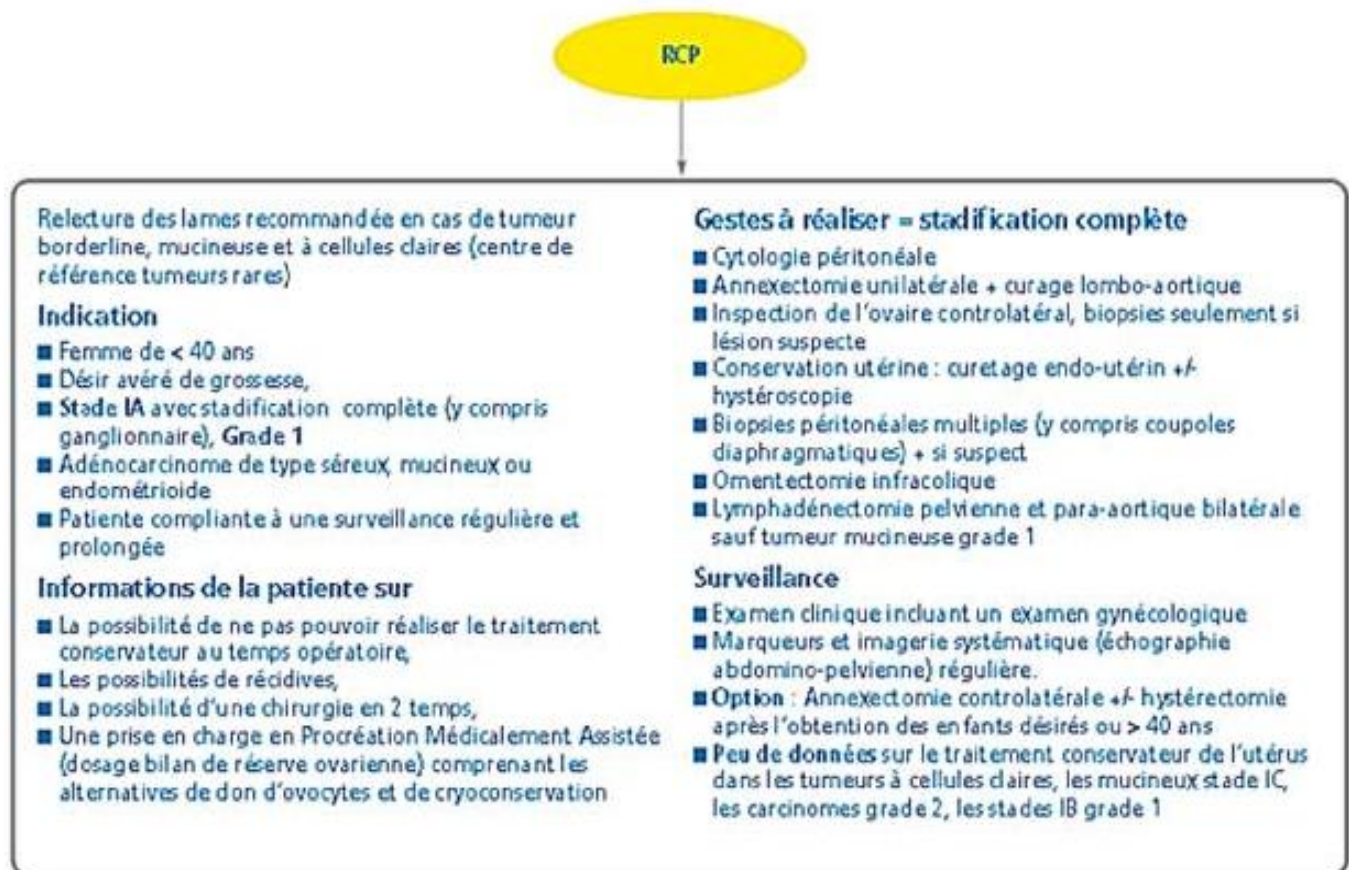 RCP
Relecture des lames recommandée en cas de tumeur
borderline, mucineuse et à cellules claires (centre de
référence tumeurs rares)
Indication
■ Femme de < 40 ans
■ Désir avéré de grossesse,
■ Stade IA avec stadification complète (y compris
ganglionnaire), Grade 1
■ Adénocarcinome de type séreux, mucineux ou
endométrioide
■ Patiente compliante à une surveillance régulière et
prolongée
Informations de la patiente sur
■ La possibilité de ne pas pouvoir réaliser le traitement
conservateur au temps opératoire,
■ Les possibilités de récidives,
■ La possibilité d'une chirurgie en 2 temps,
■ Une prise en charge en Procréation Médicalement Assistée
(dosage bilan de réserve ovarienne) comprenant les
alternatives de don d'ovocytes et de cryoconservation
Gestes à réaliser = stadification complète
■ Cytologie péritonéale
■ Annexectomie unilatérale + curage lombo-aortique
■ Inspection de l'ovaire controlatéral, biopsies seulement si
lésion suspecte
■ Conservation utérine : curetage endo-utérin +/-
hystéroscopie
■ Biopsies péritonéales multiples (y compris coupoles
diaphragmatiques) + si suspect
■ Omentectomie infracolique
■ Lymphadénectomie pelvienne et para-aortique bilatérale
sauf tumeur mucineuse grade 1
Surveillance
■ Examen clinique incluant un examen gynécologique
■ Marqueurs et imagerie systématique (échographie
abdomino-pelvienne) régulière.
■ Option : Annexectomie controlatérale +/- hystérectomie
après l'obtention des enfants désirés ou > 40 ans
■ Peu de données sur le traitement conservateur de l'utérus
dans les tumeurs à cellules claires, les mucineux stade IC,
les carcinomes grade 2, les stades IB grade 1